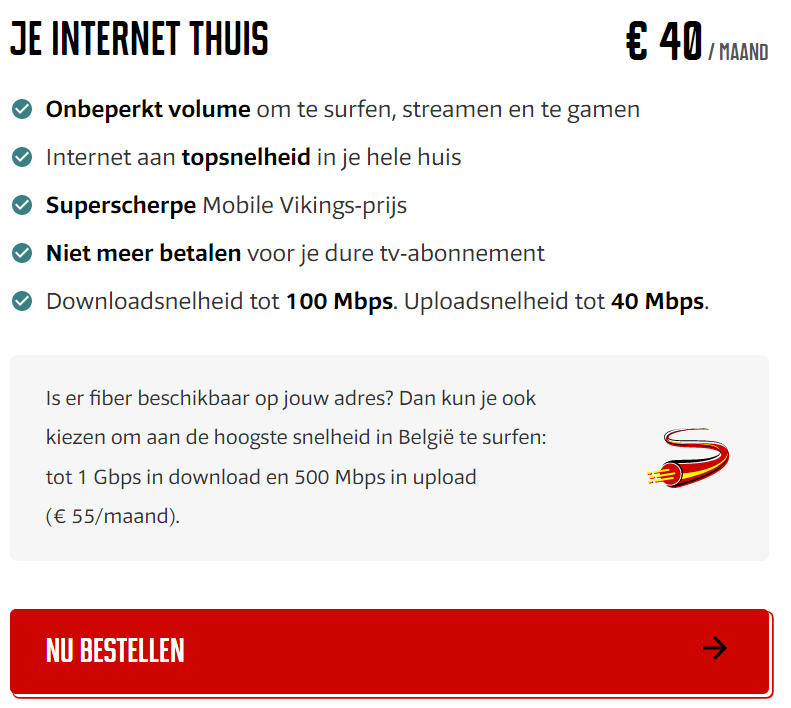 JE INTERNET THUIS
€ 40 / MAAND
Onbeperkt volume om te surfen, streamen en te gamen
Internet aan topsnelheid in je hele huis
Superscherpe Mobile Vikings-prijs
Niet meer betalen voor je dure tv-abonnement
Downloadsnelheid tot 100 Mbps. Uploadsnelheid tot 40 Mbps.
Is er fiber beschikbaar op jouw adres? Dan kun je ook
kiezen om aan de hoogste snelheid in België te surfen:
tot 1 Gbps in download en 500 Mbps in upload
(€ 55/maand).
NU BESTELLEN